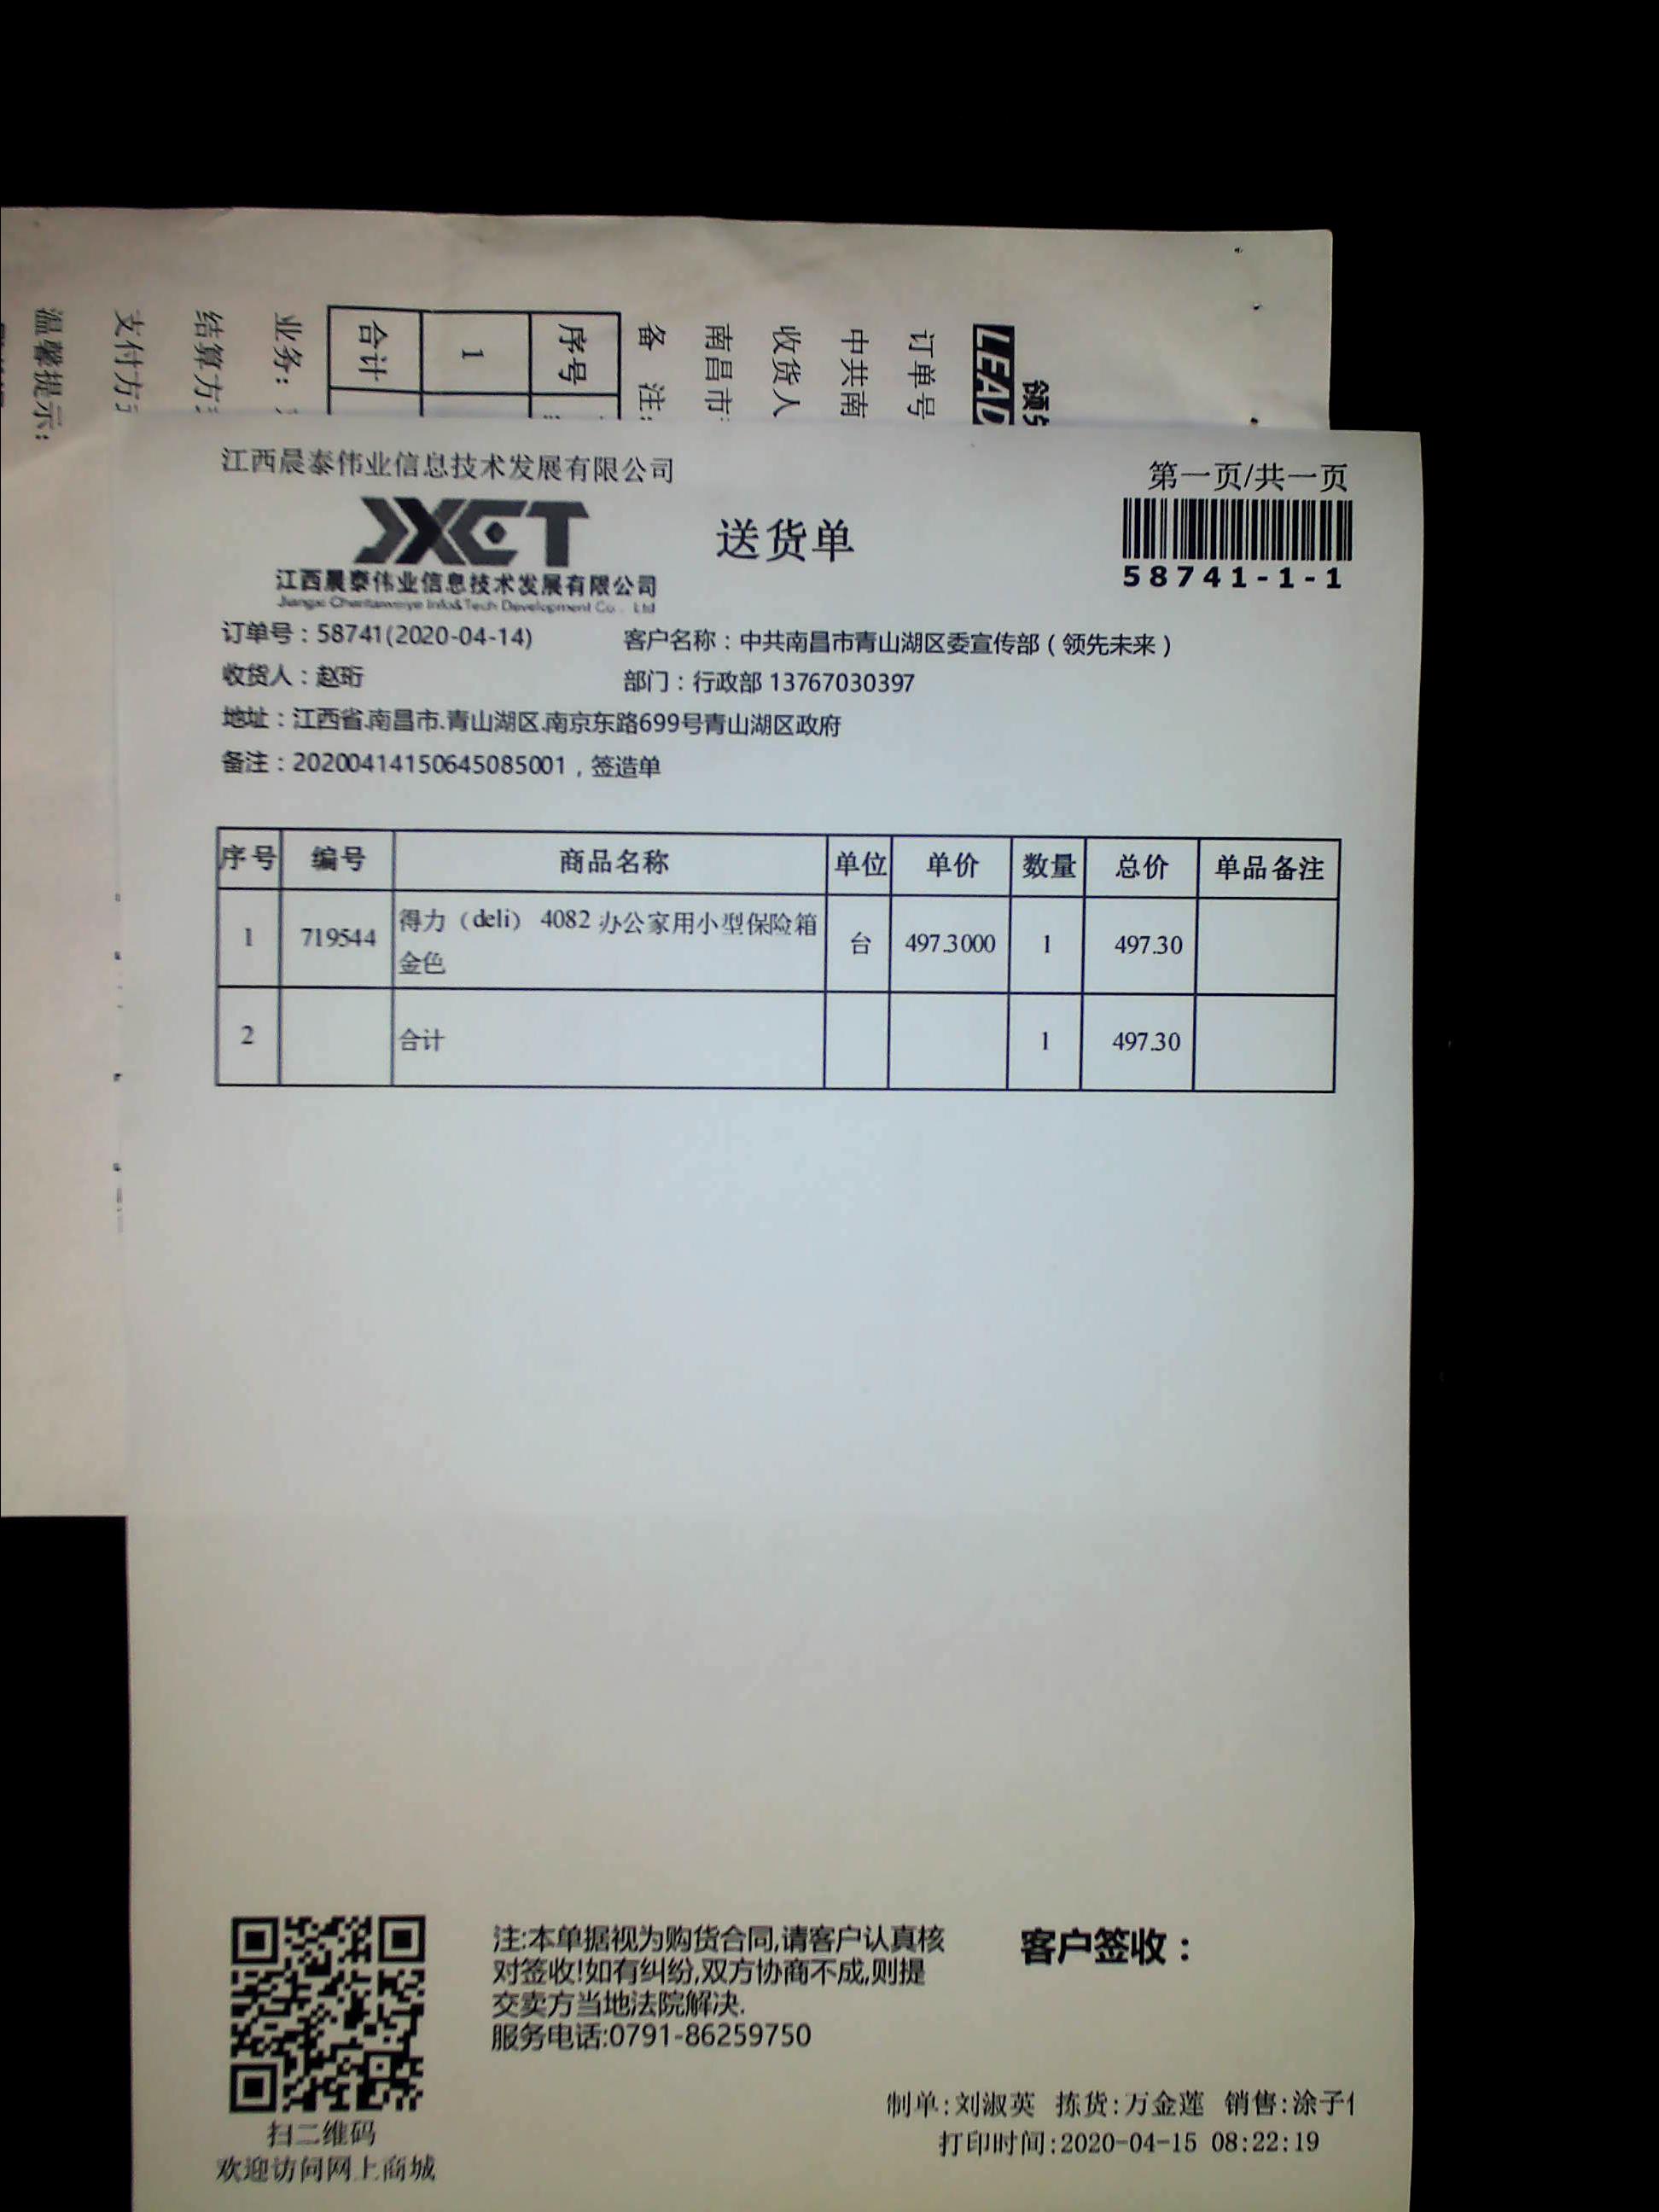 领先
LEAD
订单号
中共南
收货人
南昌市
备 注:
序号
1
合计
业务:
结算方
支付方
温馨提示:
江西晨泰伟业信息技术发展有限公司
第一页/共一页
JXCT
送货单
58741-1-1
江西晨泰伟业信息技术发展有限公司
Jiangxi Chentaiweiye Info&Tech Development Co., Ltd
订单号：58741(2020-04-14) 客户名称：中共南昌市青山湖区委宣传部（领先未来）
收货人：赵珩 部门：行政部 13767030397
地址：江西省.南昌市.青山湖区.南京东路699号青山湖区政府
备注：20200414150645085001，签造单
序号 编号 商品名称 单位 单价 数量 总价 单品备注
1 719544 得力（deli） 4082 办公家用小型保险箱 台 497.3000 1 497.30
金色
2 合计 1 497.30
注:本单据视为购货合同,请客户认真核
对签收!如有纠纷,双方协商不成,则提
交卖方当地法院解决.
服务电话:0791-86259750
客户签收：
扫二维码
欢迎访问网上商城
制单:刘淑英 拣货:万金莲 销售:涂子
打印时间:2020-04-15 08:22:19